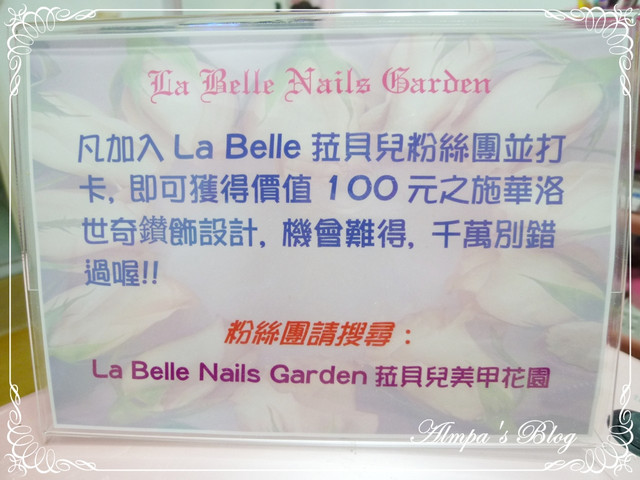 La Belle Nails Garden
凡加入 La Belle 菈貝兒粉絲團並打
卡, 即可獲得價值 100 元之施華洛
世奇鑽飾設計, 機會難得, 千萬別錯
過喔!!
粉絲團請搜尋：
La Belle Nails Garden 菈貝兒美甲花園
Almpa's Blog